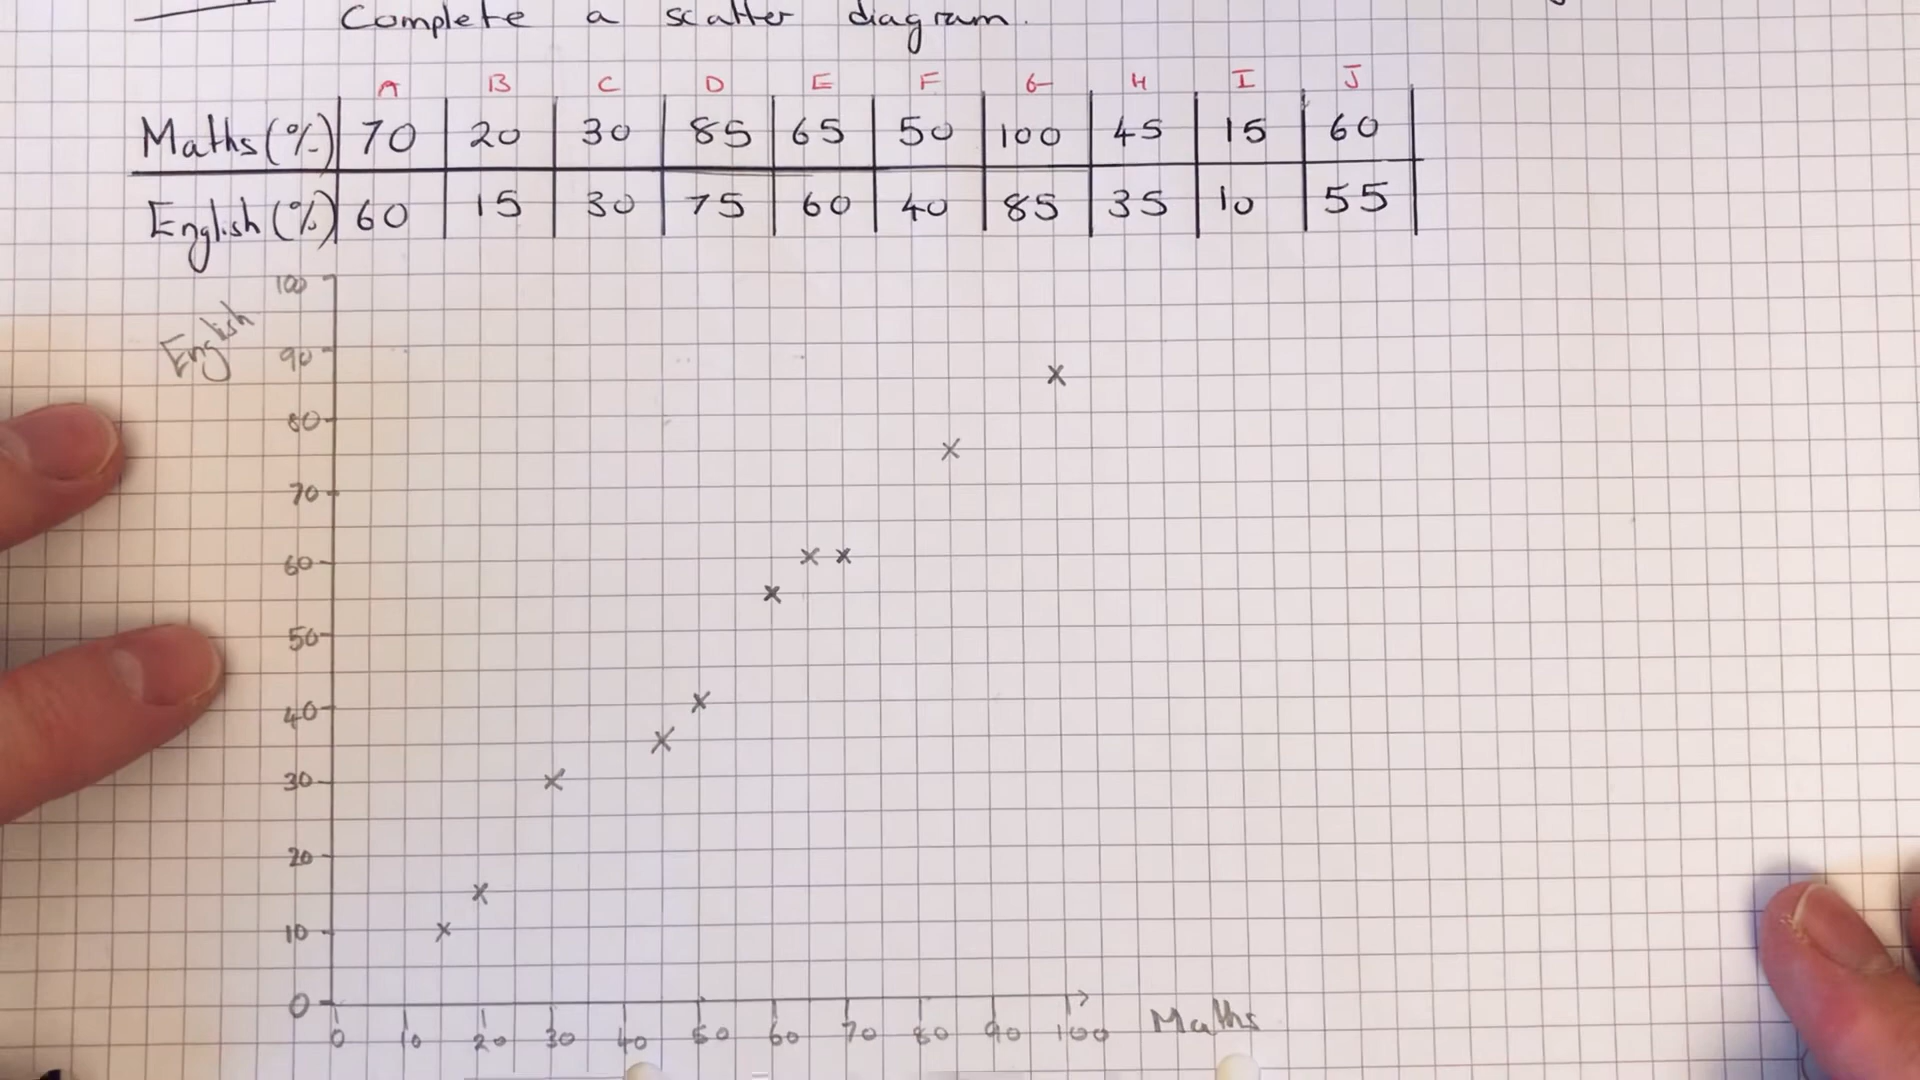 Complete a scatter diagram.
A B C D E F G H I J
Maths (%) 70 20 30 85 65 50 100 45 15 60
English (%) 60 15 30 75 60 40 85 35 10 55
100
English
90
80
70
60
50
40
30
20
10
0
0 10 20 30 40 50 60 70 80 90 100 Maths